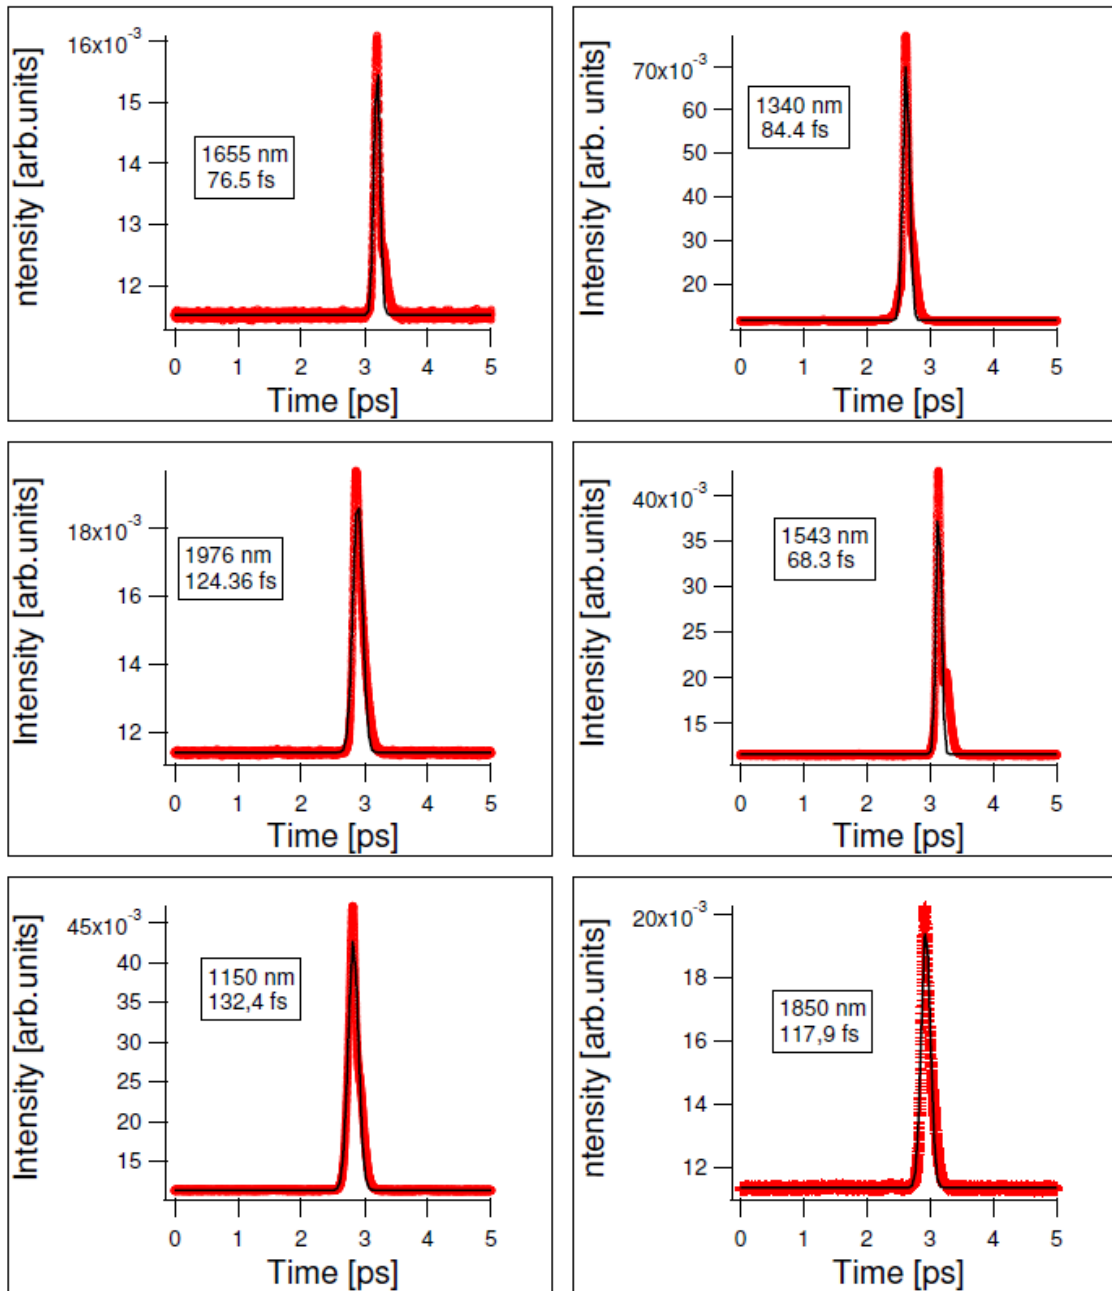 ntensity [arb.units]
16x10-3
15
14
13
12
1655 nm
76.5 fs
0 1 2 3 4 5
Time [ps]
Intensity [arb. units]
70x10-3
60
50
40
30
20
1340 nm
84.4 fs
0 1 2 3 4 5
Time [ps]
Intensity [arb.units]
18x10-3
16
14
12
1976 nm
124.36 fs
0 1 2 3 4 5
Time [ps]
Intensity [arb.units]
40x10-3
35
30
25
20
15
1543 nm
68.3 fs
0 1 2 3 4 5
Time [ps]
Intensity [arb.units]
45x10-3
40
35
30
25
20
15
1150 nm
132,4 fs
0 1 2 3 4 5
Time [ps]
ntensity [arb.units]
20x10-3
18
16
14
12
1850 nm
117,9 fs
0 1 2 3 4 5
Time [ps]